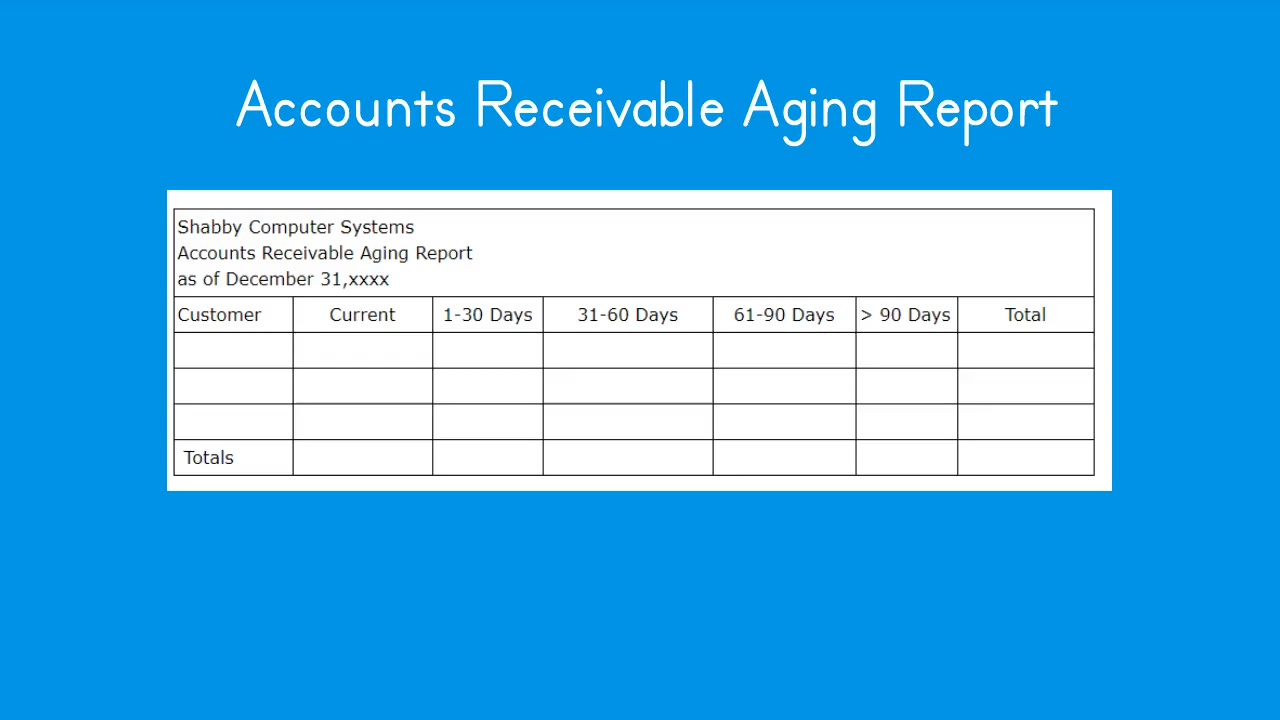 Accounts Receivable Aging Report
Shabby Computer Systems
Accounts Receivable Aging Report
as of December 31,xxxx
Customer Current 1-30 Days 31-60 Days 61-90 Days > 90 Days Total
Totals